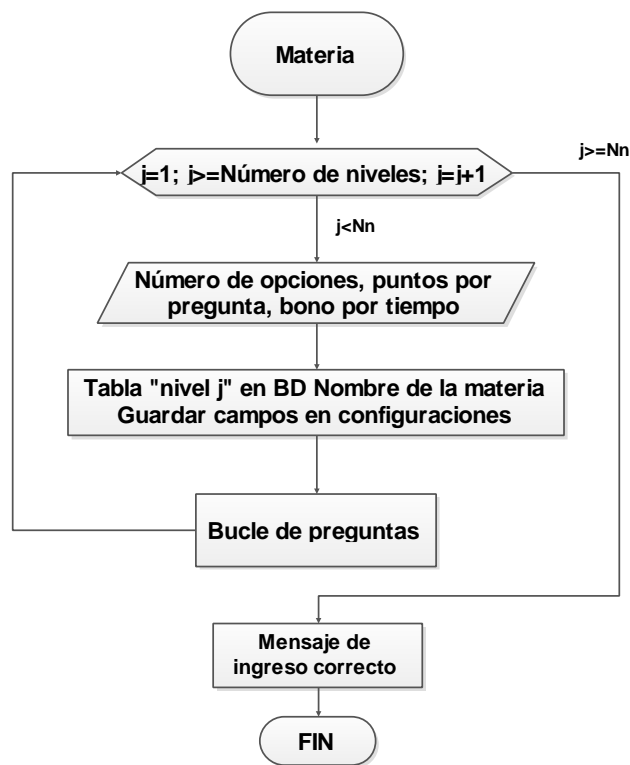 Materia
j>=Nn
j=1; j>=Número de niveles; j=j+1
j<Nn
Número de opciones, puntos por
pregunta, bono por tiempo
Tabla "nivel j" en BD Nombre de la materia
Guardar campos en configuraciones
Bucle de preguntas
Mensaje de
ingreso correcto
FIN